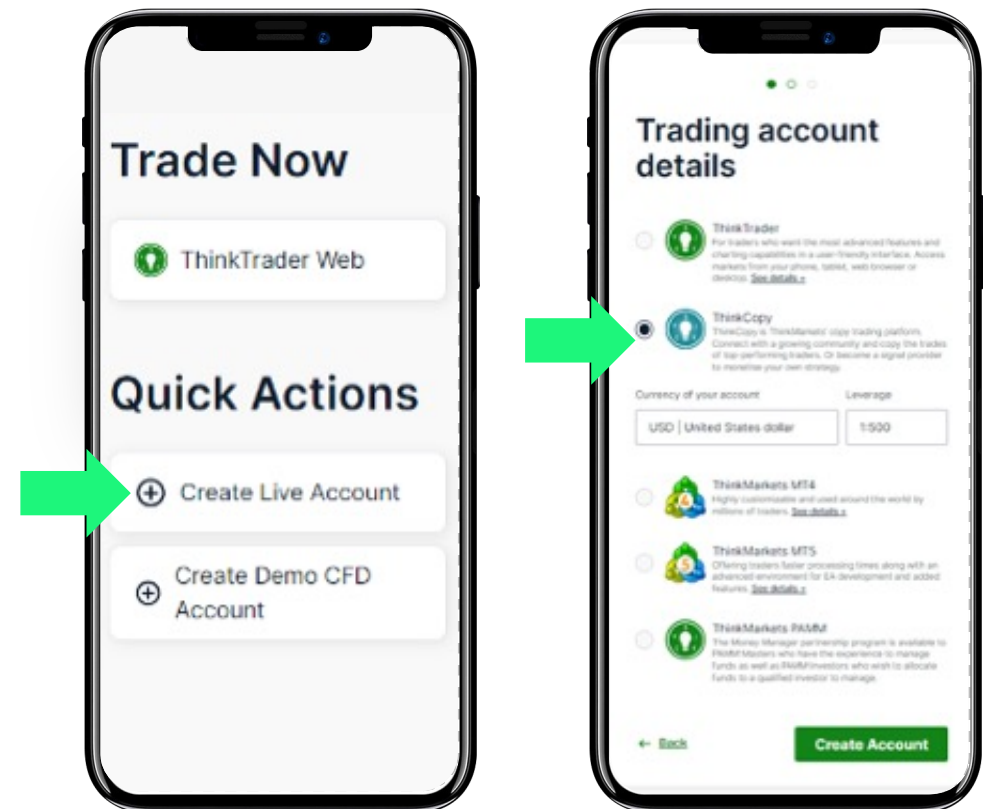 Trade Now
ThinkTrader Web
Quick Actions
Create Live Account
Create Demo CFD
Account
Trading account
details
ThinkTrader
For traders who want the most advanced features and
charting capabilities in a user-friendly interface. Access
markets from your phone, tablet, web browser or
desktop. See details »
ThinkCopy
ThinkCopy is ThinkMarkets' copy trading platform.
Connect with a growing community and copy the trades
of top-performing traders. Or become a signal provider
to monetise your own strategy.
Currency of your account
Leverage
USD | United States dollar
1:500
4
ThinkMarkets MT4
Highly customizable and used around the world by
millions of traders. See details »
5
ThinkMarkets MT5
Offering traders faster processing times along with an
advanced environment for EA development and added
features. See details »
ThinkMarkets PAMM
The Money Manager partnership program is available to
PAMM Masters who have the experience to manage
funds as well as PAMM Investors who wish to allocate
funds to a qualified investor to manage.
← Back
Create Account